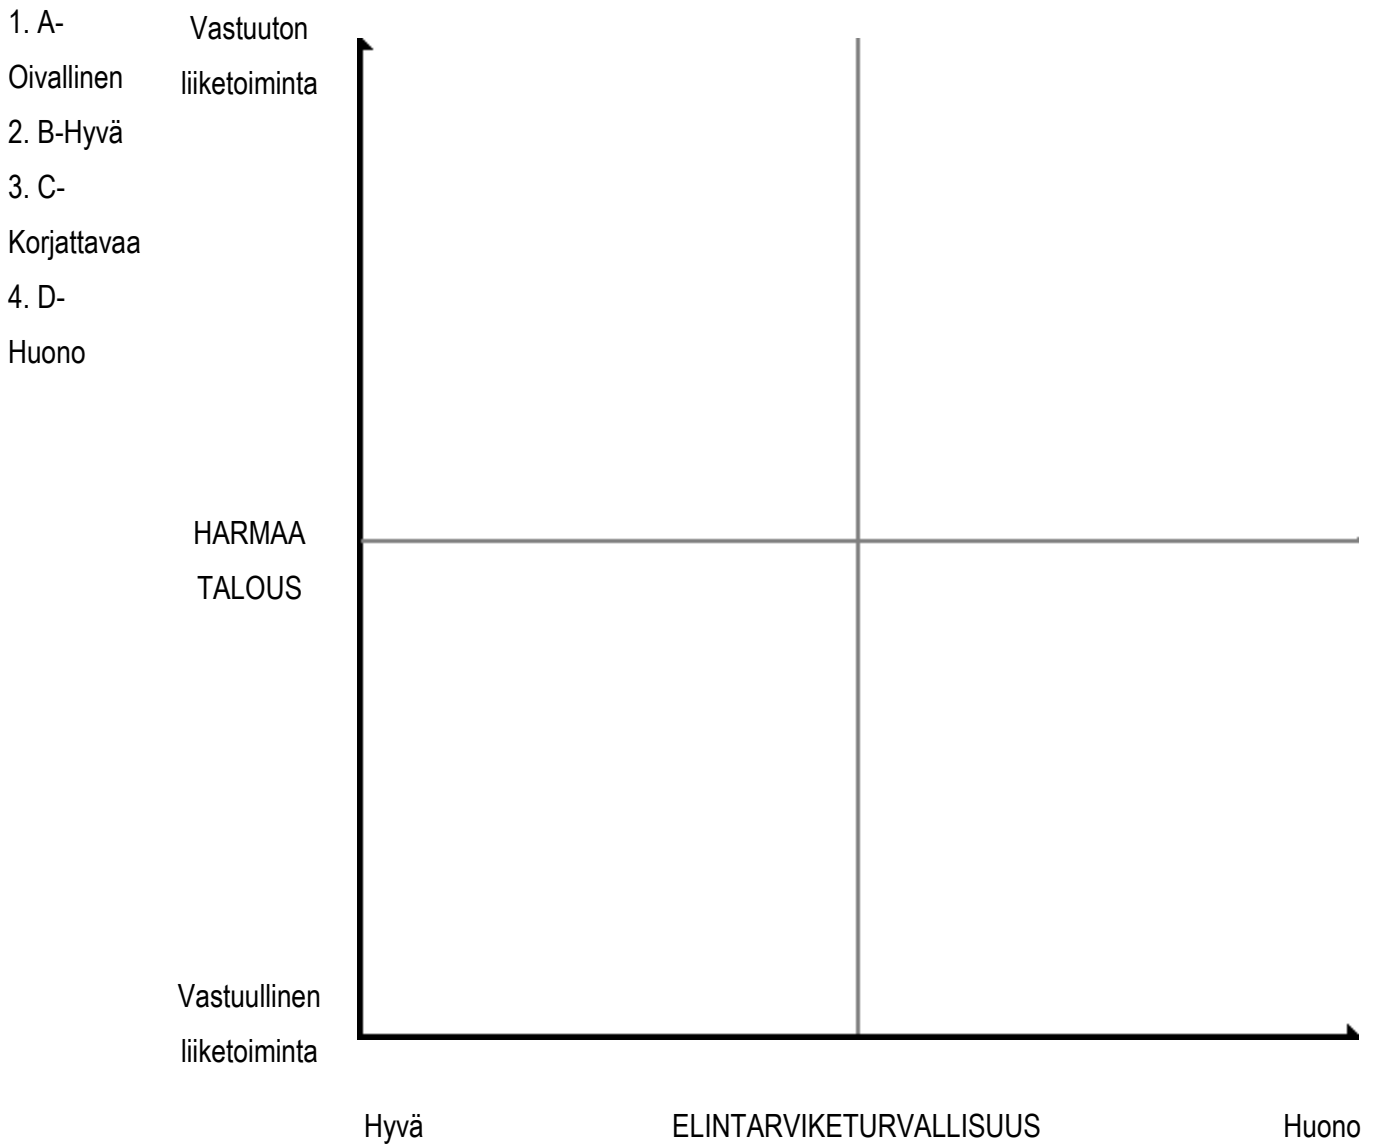 1. A-
Oivallinen
2. B-Hyvä
3. C-
Korjattavaa
4. D-
Huono
Vastuuton
liiketoiminta
HARMAA
TALOUS
Vastuullinen
liiketoiminta
Hyvä
ELINTARVIKETURVALLISUUS
Huono